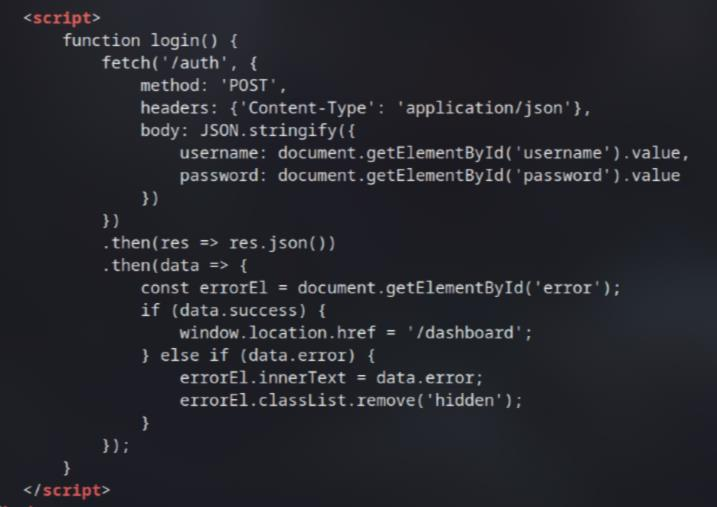 <script>
    function login() {
        fetch('/auth', {
            method: 'POST',
            headers: {'Content-Type': 'application/json'},
            body: JSON.stringify({
                username: document.getElementById('username').value,
                password: document.getElementById('password').value
            })
        })
        .then(res => res.json())
        .then(data => {
            const errorEl = document.getElementById('error');
            if (data.success) {
                window.location.href = '/dashboard';
            } else if (data.error) {
                errorEl.innerText = data.error;
                errorEl.classList.remove('hidden');
            }
        });
    }
</script>